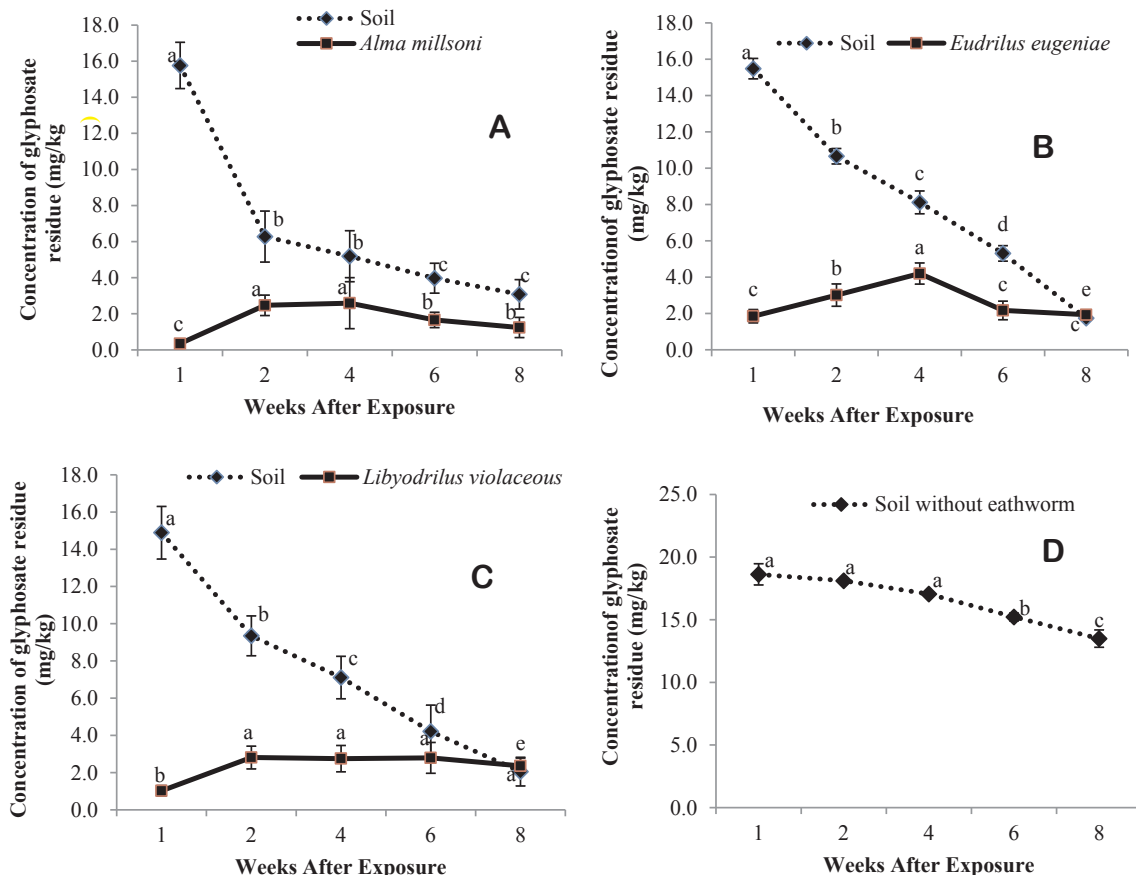 Soil
Alma millsoni
18.0
16.0
14.0
12.0
10.0
8.0
6.0
4.0
2.0
0.0
a
b
b
c
c
c
a
a
b
b
A
1 2 4 6 8
Weeks After Exposure
Concentration of glyphosate
residue (mg/kg)
Soil
Eudrilus eugeniae
18.0
16.0
14.0
12.0
10.0
8.0
6.0
4.0
2.0
0.0
a
b
c
d
e
c
b
a
c
c
B
1 2 4 6 8
Weeks After Exposure
Concentrationof glyphosate residue
(mg/kg)
Soil
Libyodrilus violaceous
18.0
16.0
14.0
12.0
10.0
8.0
6.0
4.0
2.0
0.0
a
b
c
d
e
b
a
a
a
a
C
1 2 4 6 8
Weeks After Exposure
Concentration of glyphosate residue
(mg/kg)
Soil without eathworm
25.0
20.0
15.0
10.0
5.0
0.0
a
a
a
b
c
D
1 2 4 6 8
Weeks After Exposure
Concentrationof glyphosate
residue (mg/kg)